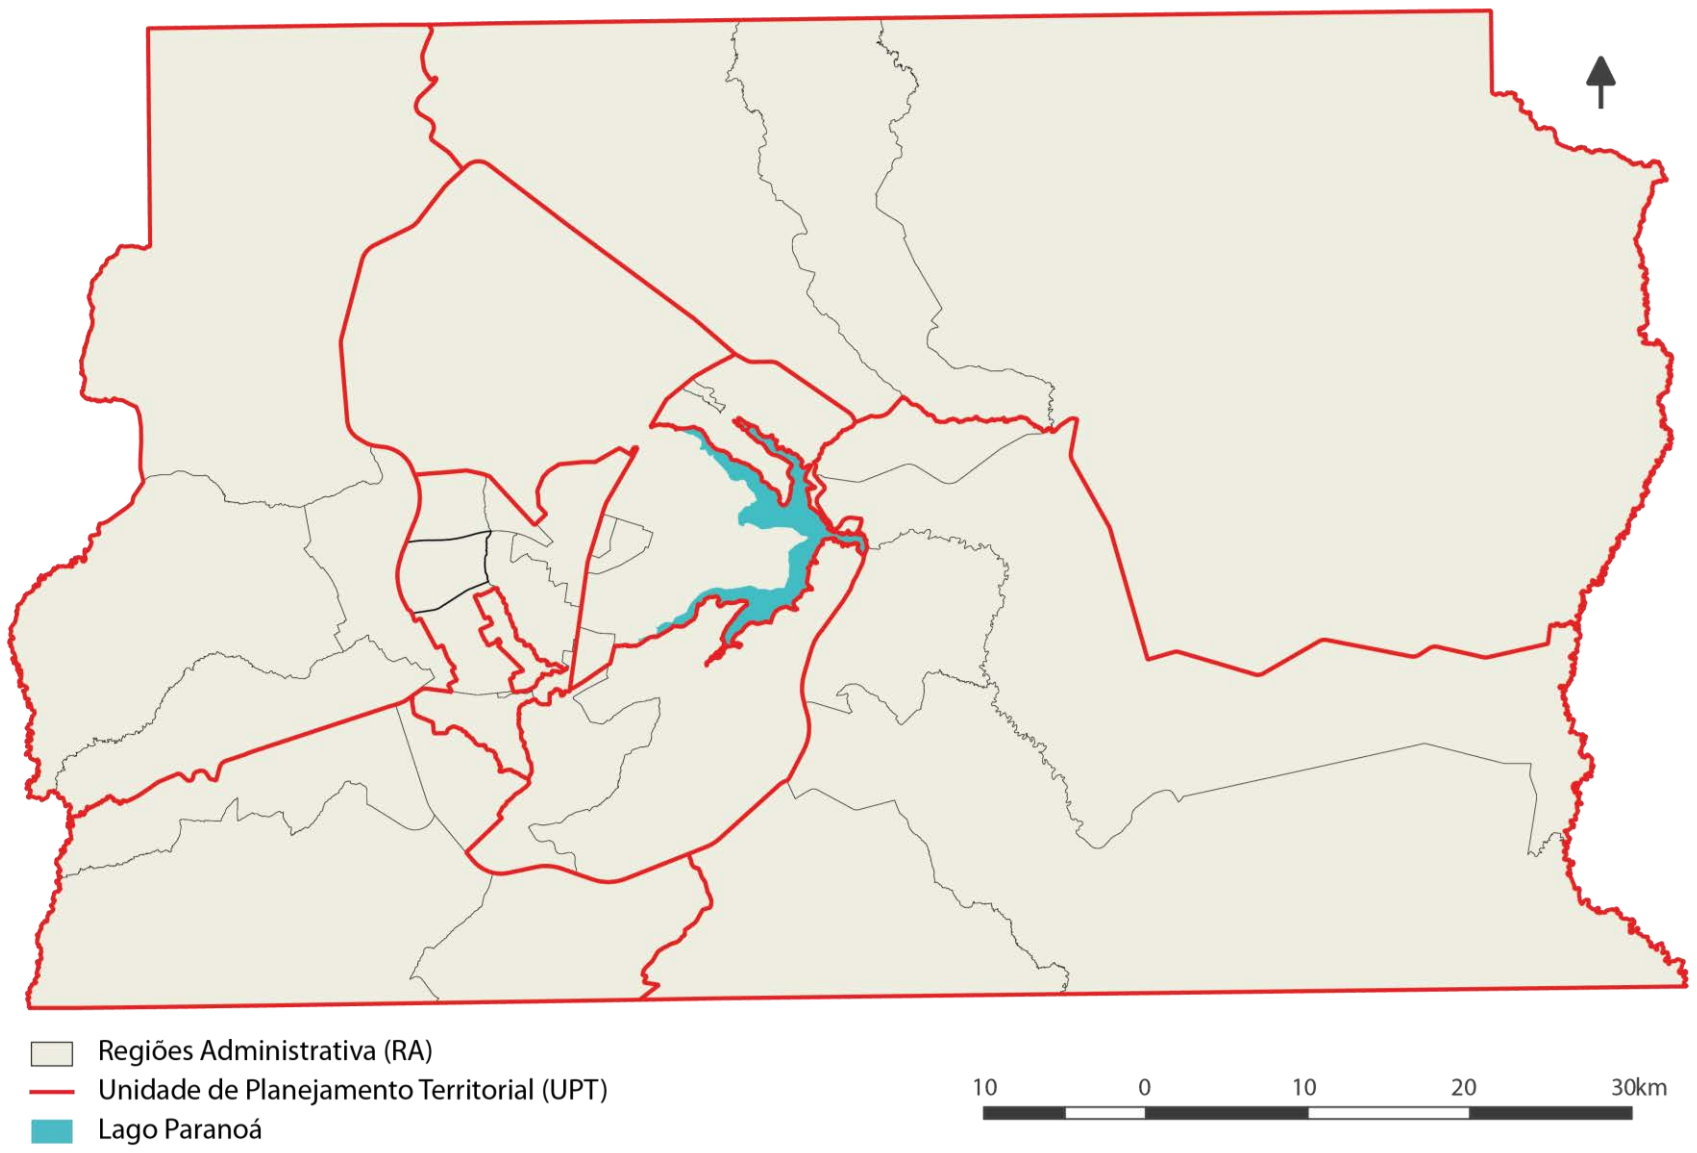 Regiões Administrativa (RA)
Unidade de Planejamento Territorial (UPT)
Lago Paranoá
10 0 10 20 30km